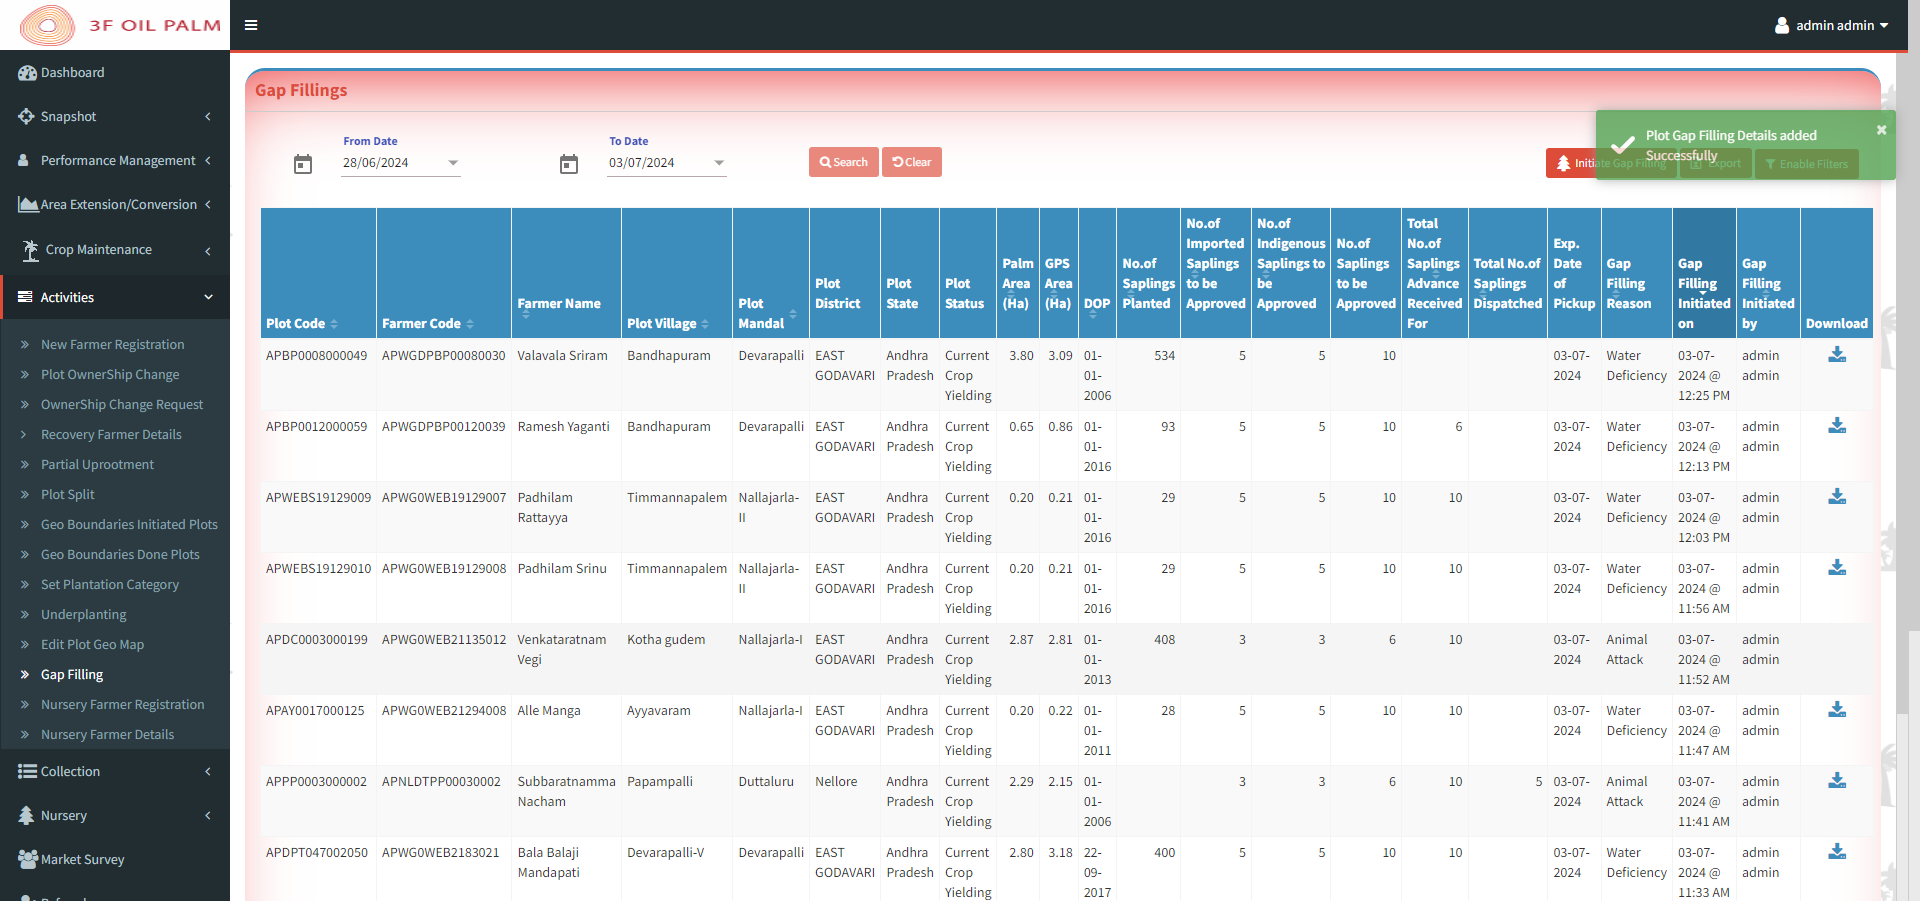 3F OIL PALM
admin admin
Dashboard
Snapshot
Performance Management
Area Extension/Conversion
Crop Maintenance
Activities
New Farmer Registration
Plot OwnerShip Change
OwnerShip Change Request
Recovery Farmer Details
Partial Uprootment
Plot Split
Geo Boundaries Initiated Plots
Geo Boundaries Done Plots
Set Plantation Category
Underplanting
Edit Plot Geo Map
Gap Filling
Nursery Farmer Registration
Nursery Farmer Details
Collection
Nursery
Market Survey
Gap Fillings
From Date
28/06/2024
To Date
03/07/2024
Search
Clear
Initiate Gap Filling
Export
Enable Filters
Plot Gap Filling Details added
Successfully
Plot Code
Farmer Code
Farmer Name
Plot Village
Plot
Mandal
Plot
District
Plot
State
Plot
Status
Palm
Area
(Ha)
GPS
Area
(Ha)
DOP
No.of
Saplings
Planted
No.of
Imported
Saplings
to be
Approved
No.of
Indigenous
Saplings to
be
Approved
No.of
Saplings
to be
Approved
Total
No.of
Saplings
Advance
Received
For
Total No.of
Saplings
Dispatched
Exp.
Date
of
Pickup
Gap
Filling
Reason
Gap
Filling
Initiated
on
Gap
Filling
Initiated
by
Download
APBP0008000049 APWGDPBP00080030 Valavala Sriram Bandhapuram Devarapalli EAST Andhra Current 3.80 3.09 01- 534 5 5 10 03-07- Water 03-07- admin
GODAVARI Pradesh Crop 01- 2024 Deficiency 2024 @ admin
Yielding 2006 12:25 PM
APBP0012000059 APWGDPBP00120039 Ramesh Yaganti Bandhapuram Devarapalli EAST Andhra Current 0.65 0.86 01- 93 5 5 10 6 03-07- Water 03-07- admin
GODAVARI Pradesh Crop 01- 2024 Deficiency 2024 @ admin
Yielding 2016 12:13 PM
APWEBS19129009 APWG0WEB19129007 Padhilam Timmannapalem Nallajarla- EAST Andhra Current 0.20 0.21 01- 29 5 5 10 10 03-07- Water 03-07- admin
Rattayya II GODAVARI Pradesh Crop 01- 2024 Deficiency 2024 @ admin
Yielding 2016 12:03 PM
APWEBS19129010 APWG0WEB19129008 Padhilam Srinu Timmannapalem Nallajarla- EAST Andhra Current 0.20 0.21 01- 29 5 5 10 10 03-07- Water 03-07- admin
II GODAVARI Pradesh Crop 01- 2024 Deficiency 2024 @ admin
Yielding 2016 11:56 AM
APDC0003000199 APWG0WEB21135012 Venkataratnam Kotha gudem Nallajarla-I EAST Andhra Current 2.87 2.81 01- 408 3 3 6 10 03-07- Animal 03-07- admin
Vegi GODAVARI Pradesh Crop 01- 2024 Attack 2024 @ admin
Yielding 2013 11:52 AM
APAY0017000125 APWG0WEB21294008 Alle Manga Ayyavaram Nallajarla-I EAST Andhra Current 0.20 0.22 01- 28 5 5 10 10 03-07- Water 03-07- admin
GODAVARI Pradesh Crop 01- 2024 Deficiency 2024 @ admin
Yielding 2011 11:47 AM
APPP0003000002 APNLDTPP00030002 Subbaratnamma Papampalli Duttaluru Nellore Andhra Current 2.29 2.15 01- 3 3 6 10 5 03-07- Animal 03-07- admin
Nacham Pradesh Crop 01- 2024 Attack 2024 @ admin
Yielding 2006 11:41 AM
APDPT047002050 APWG0WEB2183021 Bala Balaji Devarapalli-V Devarapalli EAST Andhra Current 2.80 3.18 22- 400 5 5 10 10 03-07- Water 03-07- admin
Mandapati GODAVARI Pradesh Crop 09- 2024 Deficiency 2024 @ admin
Yielding 2017 11:33 AM